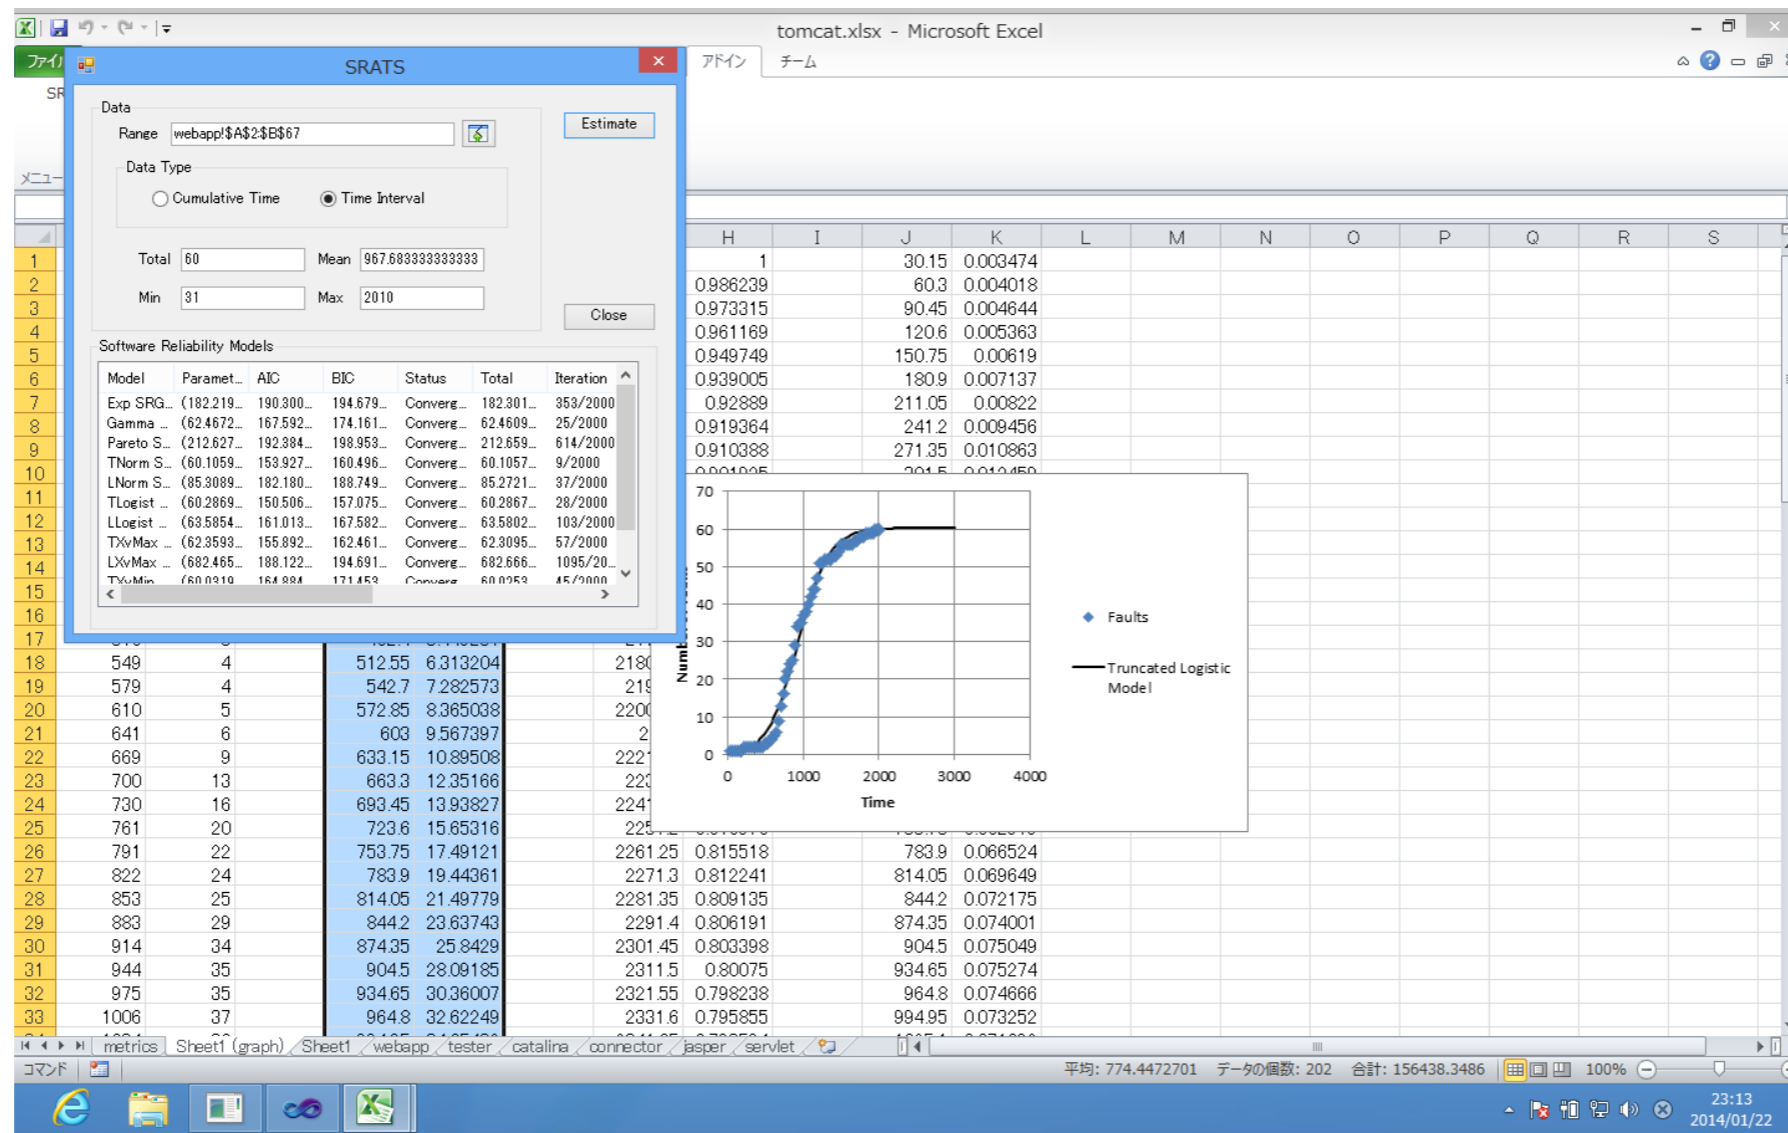 tomcat.xlsx - Microsoft Excel
アドイン
チーム
SRATS
Data
Range webapp!$A$2:$B$67
Estimate
Data Type
Cumulative Time
Time Interval
Total 60 Mean 967.683333333333
Min 31 Max 2010
Close
Software Reliability Models
Model Paramet... AIC BIC Status Total Iteration
Exp SRG... (182.219... 190.300... 194.679... Converg... 182.301... 353/2000
Gamma ... (62.4672... 167.592... 174.161... Converg... 62.4609... 25/2000
Pareto S... (212.627... 192.384... 198.953... Converg... 212.659... 614/2000
TNorm S... (60.1059... 153.927... 160.496... Converg... 60.1057... 9/2000
LNorm S... (85.3089... 182.180... 188.749... Converg... 85.2721... 37/2000
TLogist ... (60.2869... 150.506... 157.075... Converg... 60.2867... 28/2000
LLogist ... (63.5854... 161.013... 167.582... Converg... 63.5802... 103/2000
TXvMax ... (62.3593... 155.892... 162.461... Converg... 62.3095... 57/2000
LXvMax ... (682.465... 188.122... 194.691... Converg... 682.666... 1095/20...
TXvMin ... (60.0319... 164.884... 171.453... Converg... 60.0253... 45/2000
H I J K L M N O P Q R S
1 1 30.15 0.003474
2 0.986239 60.3 0.004018
3 0.973315 90.45 0.004644
4 0.961169 120.6 0.005363
5 0.949749 150.75 0.00619
6 0.939005 180.9 0.007137
7 0.92889 211.05 0.00822
8 0.919364 241.2 0.009456
9 0.910388 271.35 0.010863
10
11
12
13
14
15
16
17
18 549 4 512.55 6.313204
19 579 4 542.7 7.282573
20 610 5 572.85 8.365038
21 641 6 603 9.567397
22 669 9 633.15 10.89508
23 700 13 663.3 12.35166
24 730 16 693.45 13.93827
25 761 20 723.6 15.65316
26 791 22 753.75 17.49121 2261.25 0.815518 783.9 0.066524
27 822 24 783.9 19.44361 2271.3 0.812241 814.05 0.069649
28 853 25 814.05 21.49779 2281.35 0.809135 844.2 0.072175
29 883 29 844.2 23.63743 2291.4 0.806191 874.35 0.074001
30 914 34 874.35 25.8429 2301.45 0.803398 904.5 0.075049
31 944 35 904.5 28.09185 2311.5 0.80075 934.65 0.075274
32 975 35 934.65 30.36007 2321.55 0.798238 964.8 0.074666
33 1006 37 964.8 32.62249 2331.6 0.795855 994.95 0.073252
70
60
50
40
30
20
10
0
0 1000 2000 3000 4000
Time
Faults
Truncated Logistic
Model
metrics Sheet1 (graph) Sheet1 webapp tester catalina connector jasper servlet
コマンド 平均: 774.4472701 データの個数: 202 合計: 156438.3486 100%
23:13
2014/01/22